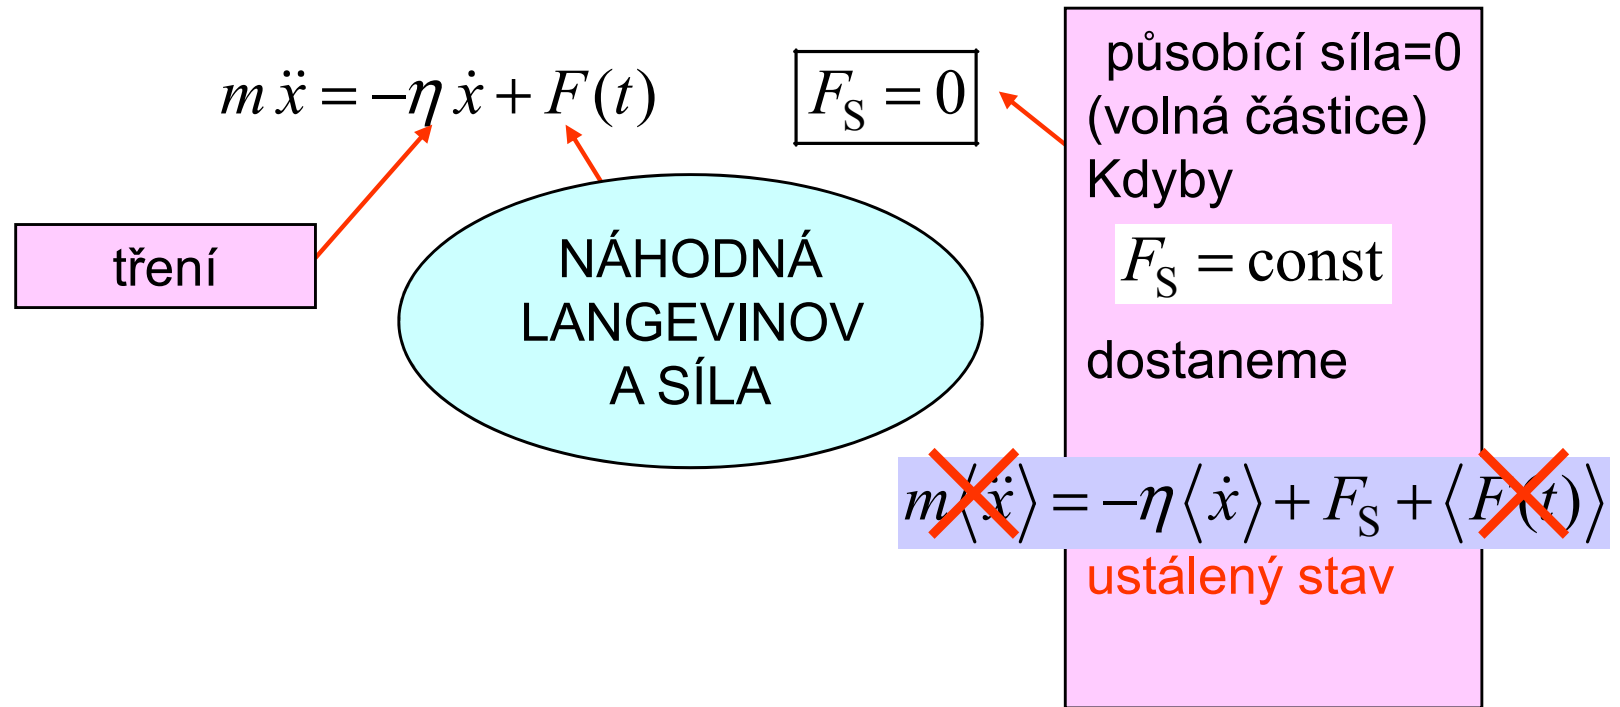 m ẍ = −η ẋ + F(t)
F_S = 0
tření
NÁHODNÁ
LANGEVINOV
A SÍLA
působící síla=0
(volná částice)
Kdyby
F_S = const
dostaneme
m⟨ẍ⟩ = −η⟨ẋ⟩ + F_S + ⟨F(t)⟩
ustálený stav